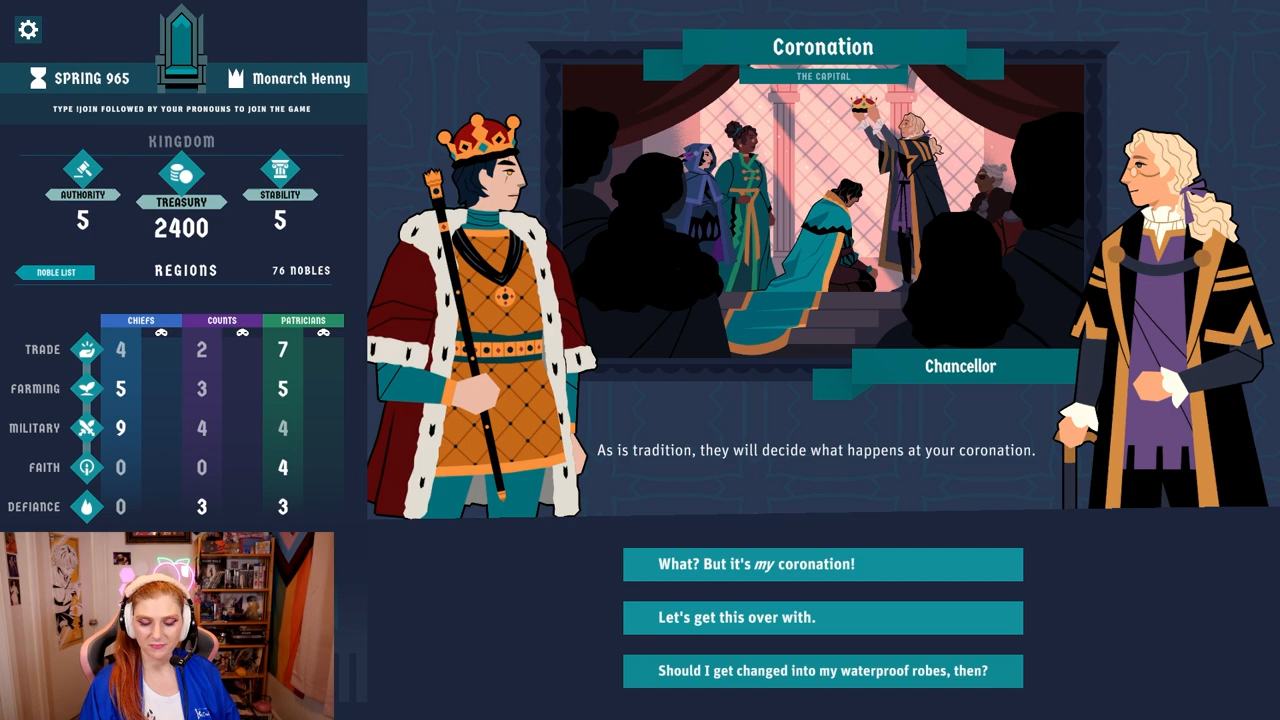 SPRING 965
Monarch Henny
TYPE !JOIN FOLLOWED BY YOUR PRONOUNS TO JOIN THE GAME
KINGDOM
AUTHORITY
TREASURY
STABILITY
5
2400
5
NOBLE LIST
REGIONS
76 NOBLES
CHIEFS
COUNTS
PATRICIANS
TRADE
4
2
7
FARMING
5
3
5
MILITARY
9
4
4
FAITH
0
0
4
DEFIANCE
0
3
3
Coronation
THE CAPITAL
Chancellor
As is tradition, they will decide what happens at your coronation.
What? But it's my coronation!
Let's get this over with.
Should I get changed into my waterproof robes, then?